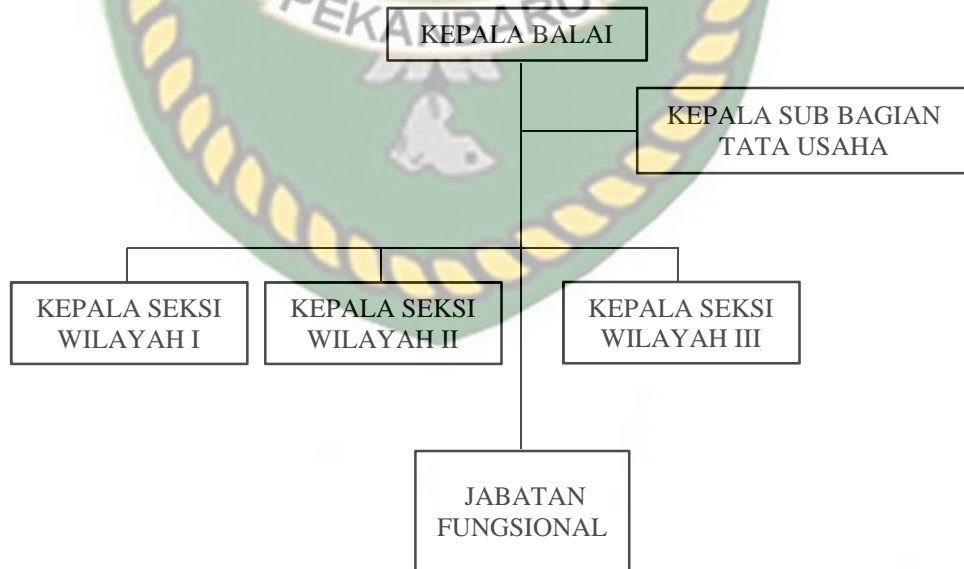 PEKANBARU
KEPALA BALAI
KEPALA SUB BAGIAN
TATA USAHA
KEPALA SEKSI
WILAYAH I
KEPALA SEKSI
WILAYAH II
KEPALA SEKSI
WILAYAH III
JABATAN
FUNGSIONAL